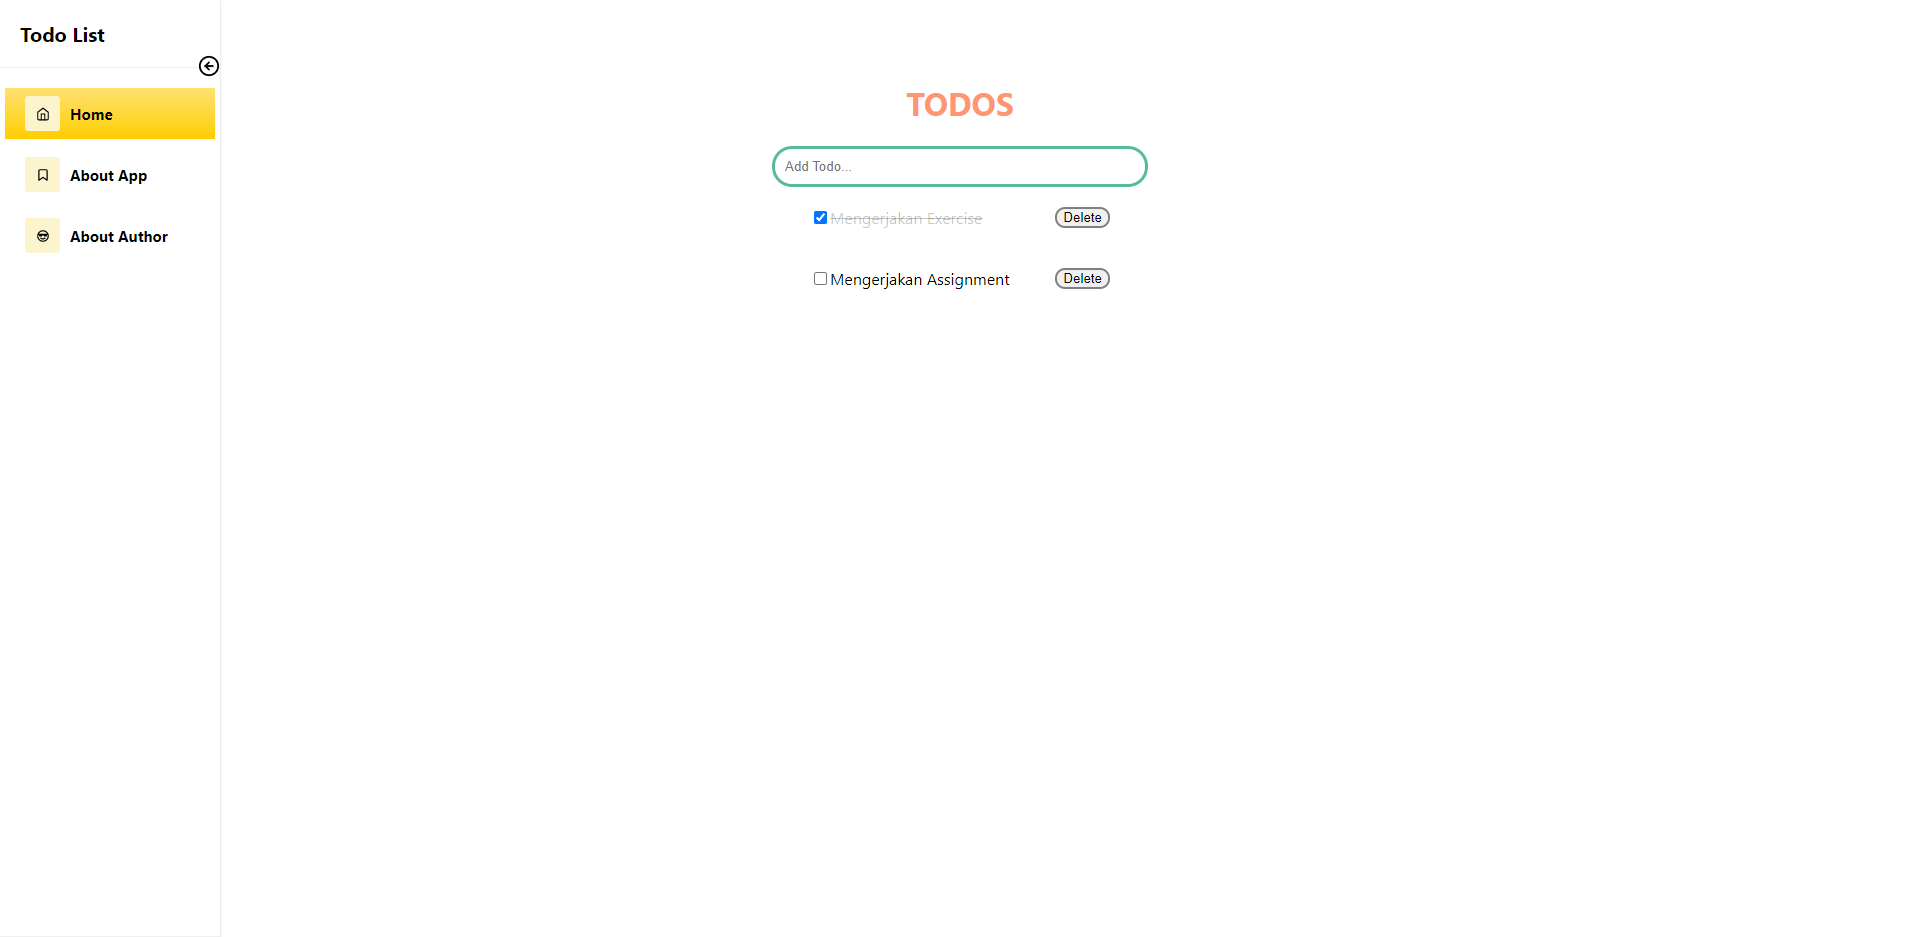 Todo List
Home
About App
About Author
TODOS
Add Todo...
Mengerjakan Exercise Delete
Mengerjakan Assignment Delete